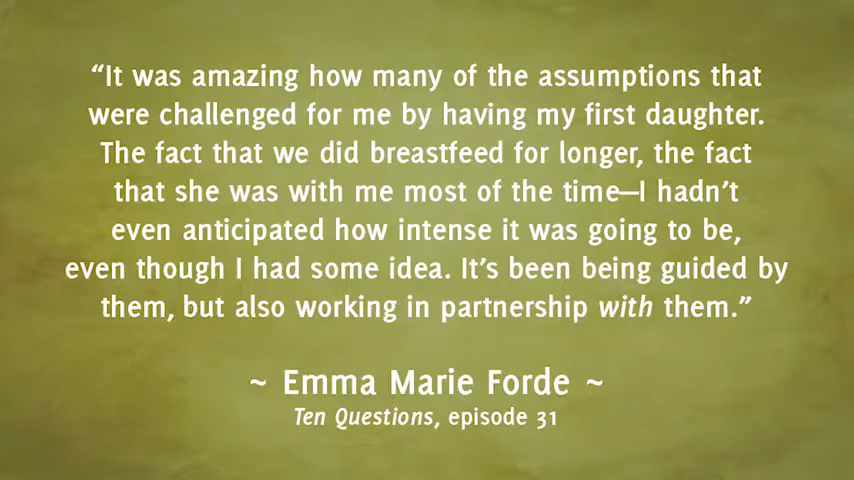 “It was amazing how many of the assumptions that
were challenged for me by having my first daughter.
The fact that we did breastfeed for longer, the fact
that she was with me most of the time—I hadn’t
even anticipated how intense it was going to be,
even though I had some idea. It’s been being guided by
them, but also working in partnership with them.”
~ Emma Marie Forde ~
Ten Questions, episode 31